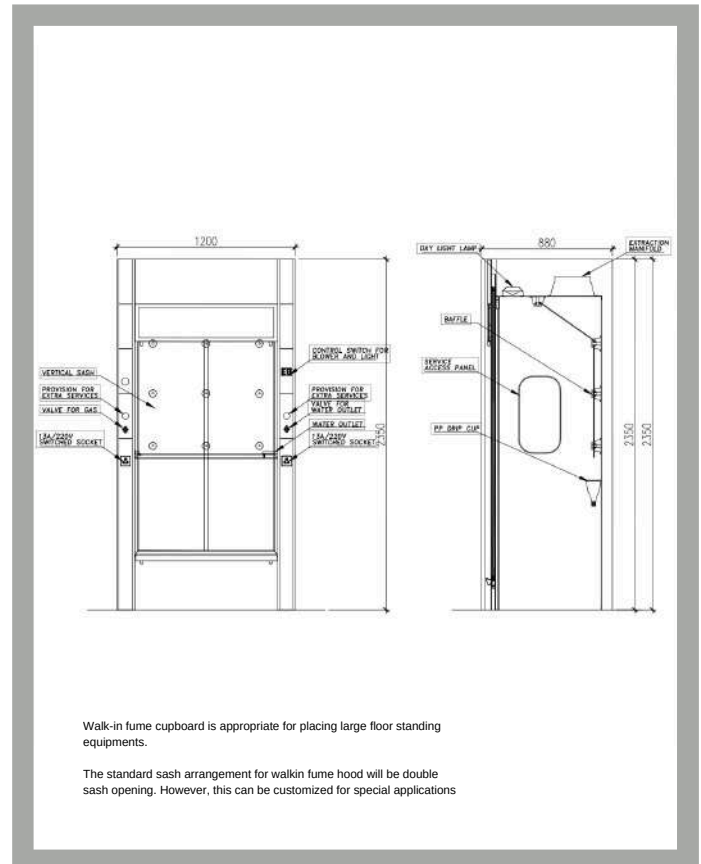 1200
CONTROL SWITCH FOR
BLOWER AND LIGHT
VERTICAL SASH
PROVISION FOR
EXTRA SERVICES
VALVE FOR GAS
13A/220V
SWITCHED SOCKET
PROVISION FOR
EXTRA SERVICES
VALVE FOR
WATER OUTLET
WATER OUTLET
13A/220V
SWITCHED SOCKET
2350
880
DAY LIGHT LAMP
EXTRACTION
MANIFOLD
BAFFLE
SERVICE
ACCESS PANEL
PP DRIP CUP
2350
2350
Walk-in fume cupboard is appropriate for placing large floor standing
equipments.
The standard sash arrangement for walkin fume hood will be double
sash opening. However, this can be customized for special applications